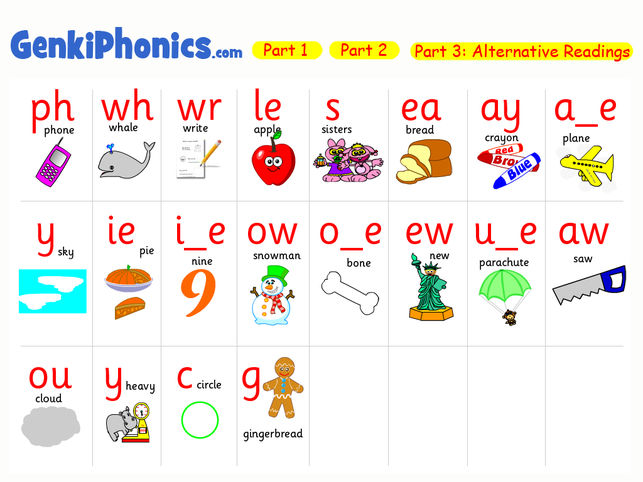 GenkiPhonics.com
Part 1
Part 2
Part 3: Alternative Readings
ph
phone
wh
whale
wr
write
le
apple
s
sisters
ea
bread
ay
crayon
Red
Bro
Blue
a_e
plane
y
sky
ie
pie
i_e
nine
9
ow
snowman
o_e
bone
ew
new
u_e
parachute
aw
saw
ou
cloud
y
heavy
c
circle
g
gingerbread